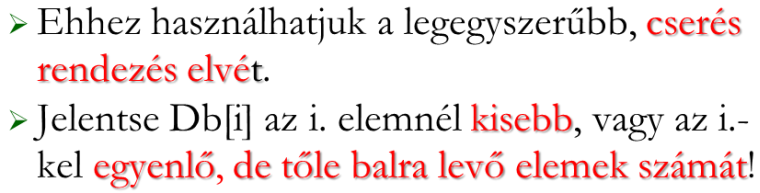 ➢ Ehhez használhatjuk a legegyszerűbb, cserés
rendezés elvét.
➢ Jelentse Db[i] az i. elemnél kisebb, vagy az i.-
kel egyenlő, de tőle balra levő elemek számát!